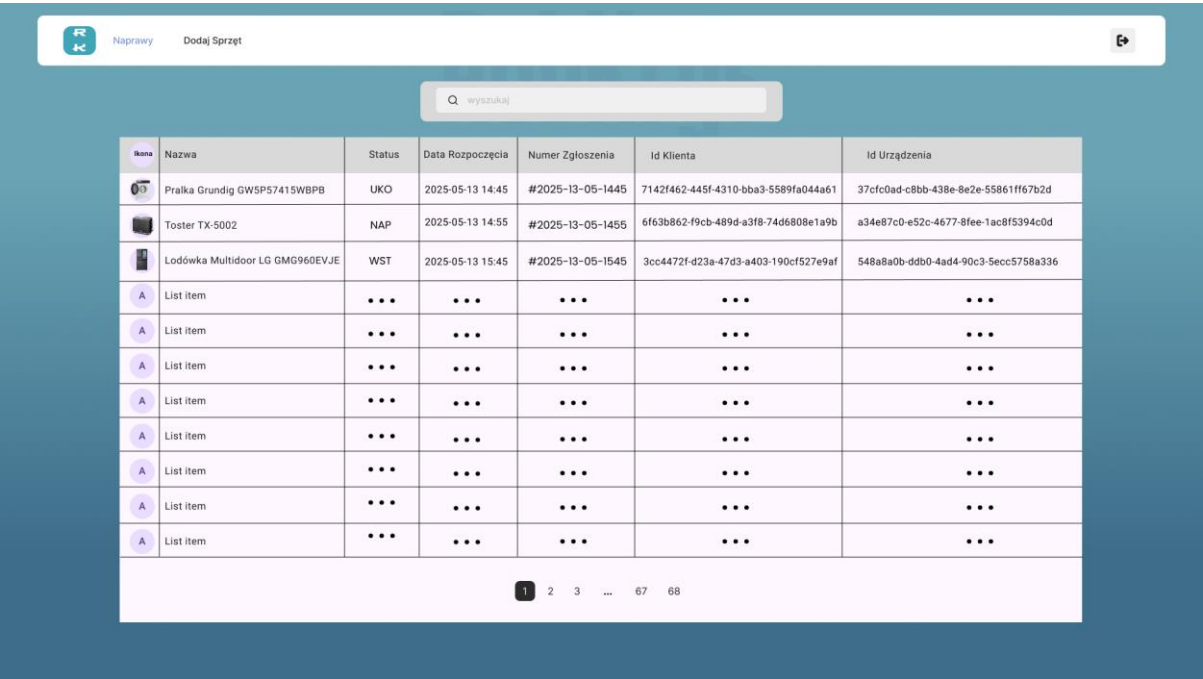 RK
Naprawy Dodaj Sprzęt
wyszukaj
Ikona Nazwa Status Data Rozpoczęcia Numer Zgłoszenia Id Klienta Id Urządzenia
Pralka Grundig GW5P57415WBPB UKO 2025-05-13 14:45 #2025-13-05-1445 7142f462-445f-4310-bba3-5589fa044a61 37cfc0ad-c8bb-438e-8e2e-55861ff67b2d
Toster TX-5002 NAP 2025-05-13 14:55 #2025-13-05-1455 6f63b862-f9cb-489d-a3f8-74d6808e1a9b a34e87c0-e52c-4677-8fee-1ac8f5394c0d
Lodówka Multidoor LG GMG960EVJE WST 2025-05-13 15:45 #2025-13-05-1545 3cc4472f-d23a-47d3-a403-190cf527e9af 548a8a0b-ddb0-4ad4-90c3-5ecc5758a336
A List item ... ... ... ... ...
A List item ... ... ... ... ...
A List item ... ... ... ... ...
A List item ... ... ... ... ...
A List item ... ... ... ... ...
A List item ... ... ... ... ...
A List item ... ... ... ... ...
A List item ... ... ... ... ...
1 2 3 ... 67 68